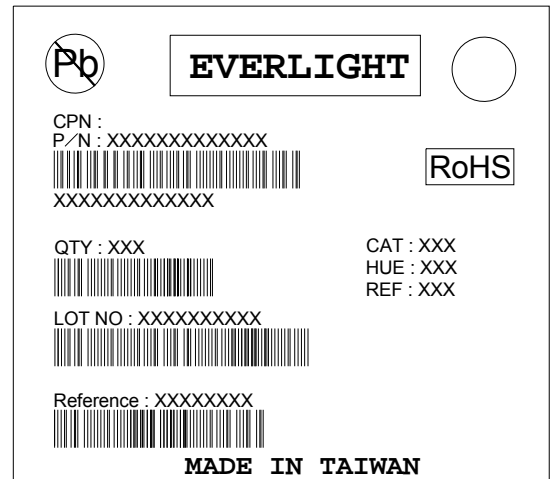 Pb
EVERLIGHT
CPN :
P/N : XXXXXXXXXXXXX
RoHS
XXXXXXXXXXXXX
QTY : XXX
CAT : XXX
HUE : XXX
REF : XXX
LOT NO : XXXXXXXXXX
Reference : XXXXXXXX
MADE IN TAIWAN